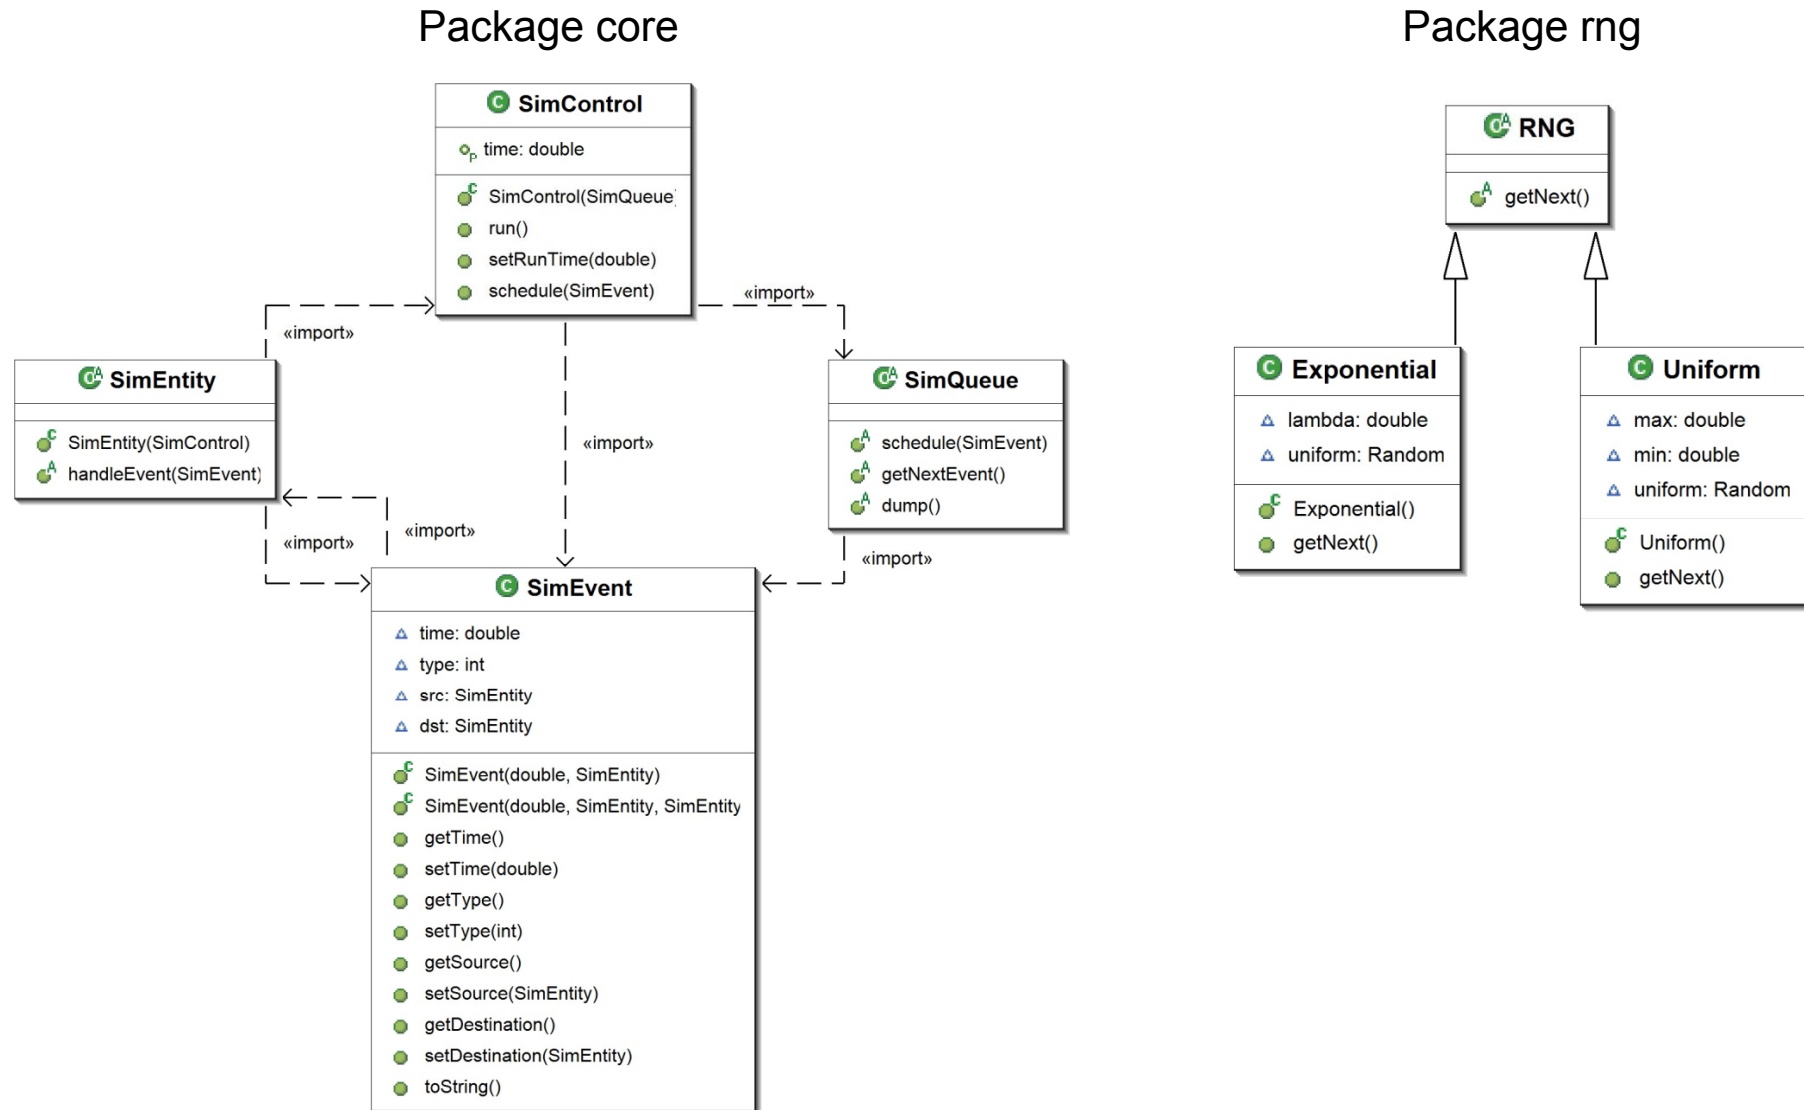 Package core
Package rng
SimControl
time: double
SimControl(SimQueue)
run()
setRunTime(double)
schedule(SimEvent)
«import»
«import»
«import»
SimEntity
SimEntity(SimControl)
handleEvent(SimEvent)
SimQueue
schedule(SimEvent)
getNextEvent()
dump()
«import»
«import»
«import»
SimEvent
time: double
type: int
src: SimEntity
dst: SimEntity
SimEvent(double, SimEntity)
SimEvent(double, SimEntity, SimEntity
getTime()
setTime(double)
getType()
setType(int)
getSource()
setSource(SimEntity)
getDestination()
setDestination(SimEntity)
toString()
RNG
getNext()
Exponential
lambda: double
uniform: Random
Exponential()
getNext()
Uniform
max: double
min: double
uniform: Random
Uniform()
getNext()